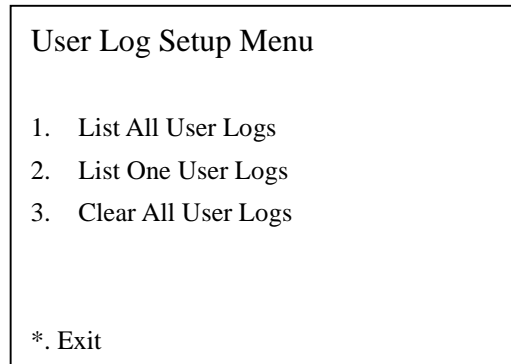 User Log Setup Menu
1. List All User Logs
2. List One User Logs
3. Clear All User Logs
*. Exit